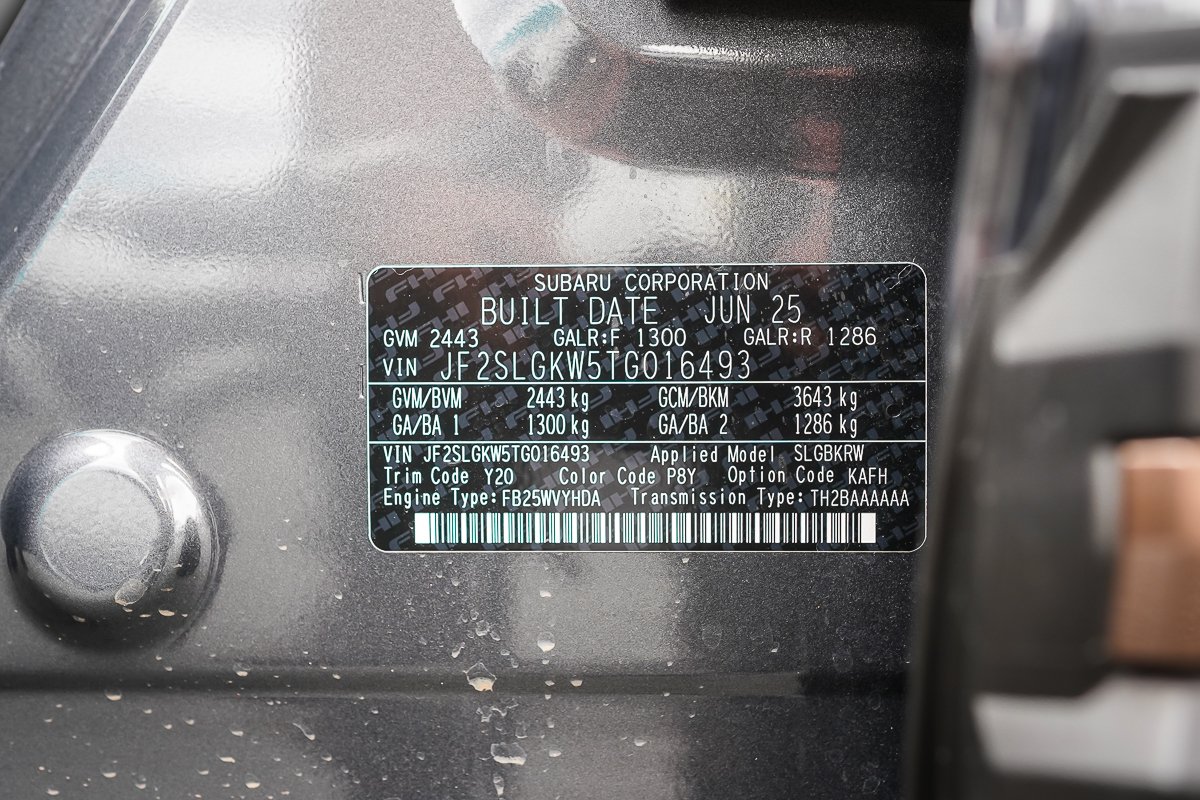 SUBARU CORPORATION
BUILT DATE JUN 25
GVM 2443 GALR:F 1300 GALR:R 1286
VIN JF2SLGKW5TG016493
GVM/BVM 2443 kg GCM/BKM 3643 kg
GA/BA 1 1300 kg GA/BA 2 1286 kg
VIN JF2SLGKW5TG016493 Applied Model SLGBKRW
Trim Code Y20 Color Code P8Y Option Code KAFH
Engine Type:FB25WVYHDA Transmission Type:TH2BAAAAAA